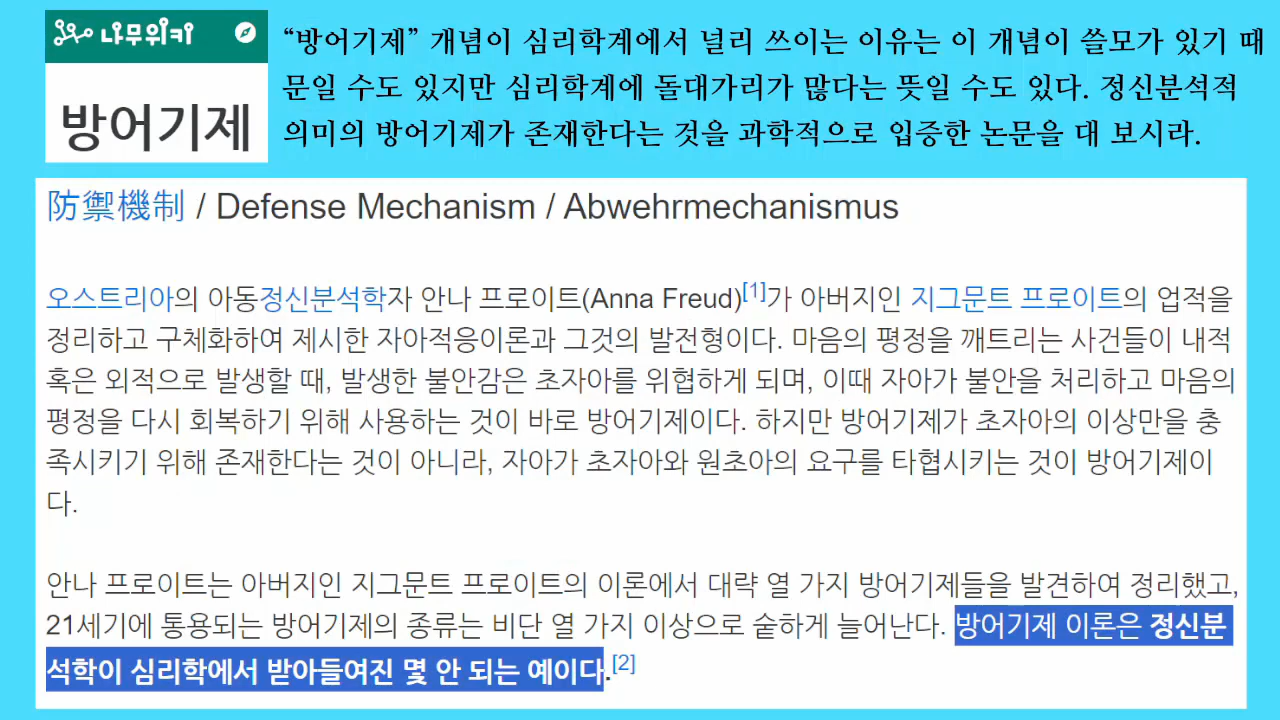 나무위키
방어기제
“방어기제” 개념이 심리학계에서 널리 쓰이는 이유는 이 개념이 쓸모가 있기 때
문일 수도 있지만 심리학계에 돌대가리가 많다는 뜻일 수도 있다. 정신분석적
의미의 방어기제가 존재한다는 것을 과학적으로 입증한 논문을 대 보시라.
防禦機制 / Defense Mechanism / Abwehrmechanismus
오스트리아의 아동정신분석학자 안나 프로이트(Anna Freud)[1]가 아버지인 지그문트 프로이트의 업적을
정리하고 구체화하여 제시한 자아적응이론과 그것의 발전형이다. 마음의 평정을 깨트리는 사건들이 내적
혹은 외적으로 발생할 때, 발생한 불안감은 초자아를 위협하게 되며, 이때 자아가 불안을 처리하고 마음의
평정을 다시 회복하기 위해 사용하는 것이 바로 방어기제이다. 하지만 방어기제가 초자아의 이상만을 충
족시키기 위해 존재한다는 것이 아니라, 자아가 초자아와 원초아의 요구를 타협시키는 것이 방어기제이
다.
안나 프로이트는 아버지인 지그문트 프로이트의 이론에서 대략 열 가지 방어기제들을 발견하여 정리했고,
21세기에 통용되는 방어기제의 종류는 비단 열 가지 이상으로 숱하게 늘어난다. 방어기제 이론은 정신분
석학이 심리학에서 받아들여진 몇 안 되는 예이다.[2]